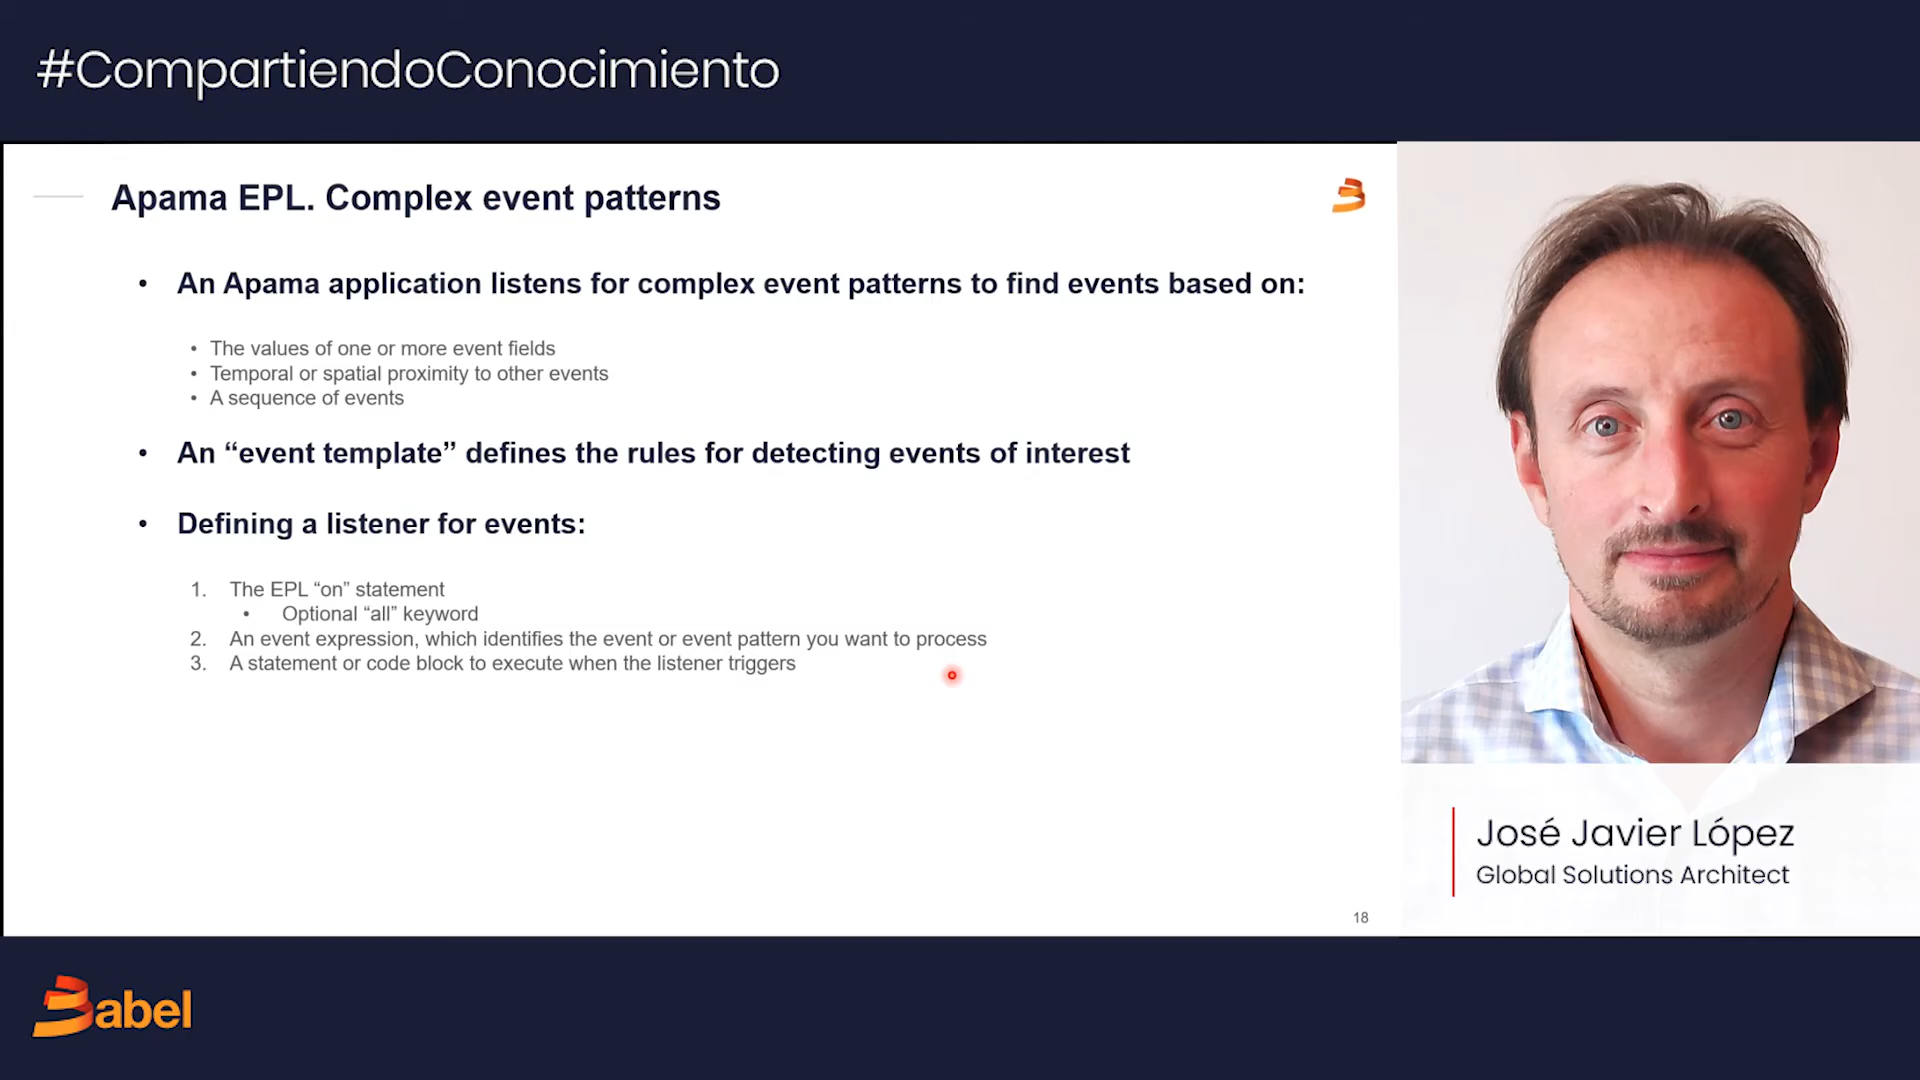 #CompartiendoConocimiento
Apama EPL. Complex event patterns
• An Apama application listens for complex event patterns to find events based on:
• The values of one or more event fields
• Temporal or spatial proximity to other events
• A sequence of events
• An “event template” defines the rules for detecting events of interest
• Defining a listener for events:
1. The EPL “on” statement
• Optional “all” keyword
2. An event expression, which identifies the event or event pattern you want to process
3. A statement or code block to execute when the listener triggers
18
José Javier López
Global Solutions Architect
Babel